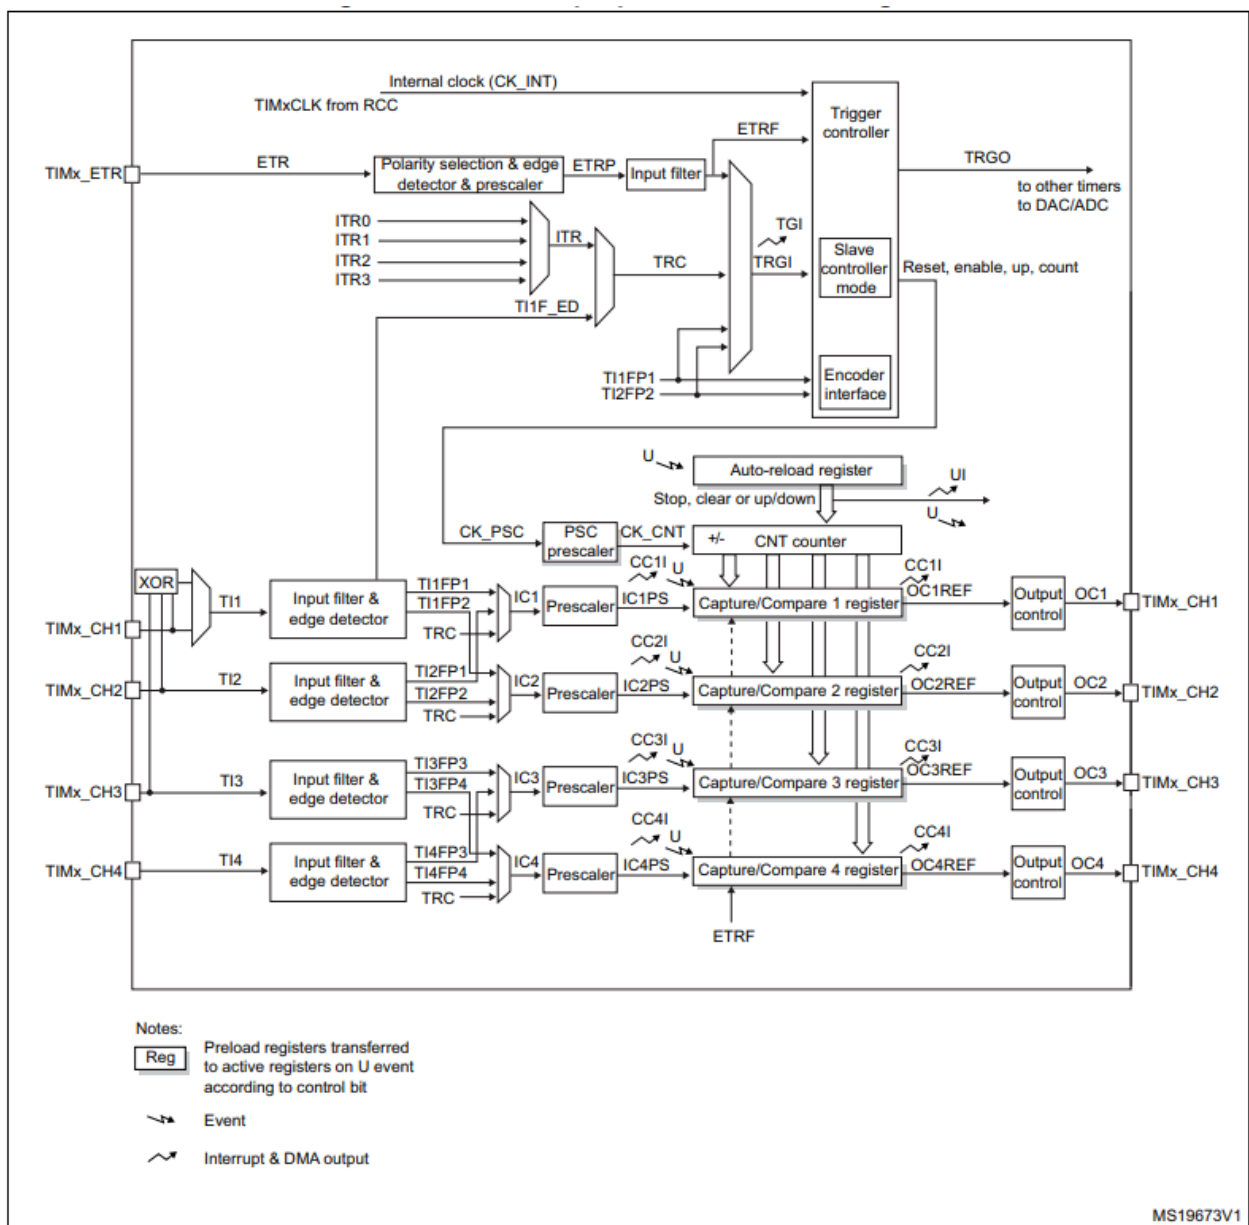 Internal clock (CK_INT)
TIMxCLK from RCC
Trigger
controller
ETRF
TIMx_ETR
ETR
Polarity selection & edge
detector & prescaler
ETRP
Input filter
TRGO
to other timers
to DAC/ADC
ITR0
ITR1
ITR2
ITR3
ITR
TRC
TI1F_ED
TGI
TRGI
Slave
controller
mode
Reset, enable, up, count
TI1FP1
TI2FP2
Encoder
interface
U
Auto-reload register
Stop, clear or up/down
UI
U
CK_PSC
PSC
prescaler
CK_CNT
+/-
CNT counter
XOR
TI1
TIMx_CH1
Input filter &
edge detector
TI1FP1
TI1FP2
TRC
IC1
Prescaler
CC1I
U
IC1PS
Capture/Compare 1 register
CC1I
OC1REF
Output
control
OC1
TIMx_CH1
TIMx_CH2
TI2
Input filter &
edge detector
TI2FP1
TI2FP2
TRC
IC2
Prescaler
CC2I
U
IC2PS
Capture/Compare 2 register
CC2I
OC2REF
Output
control
OC2
TIMx_CH2
TIMx_CH3
TI3
Input filter &
edge detector
TI3FP3
TI3FP4
TRC
IC3
Prescaler
CC3I
U
IC3PS
Capture/Compare 3 register
CC3I
OC3REF
Output
control
OC3
TIMx_CH3
TIMx_CH4
TI4
Input filter &
edge detector
TI4FP3
TI4FP4
TRC
IC4
Prescaler
CC4I
U
IC4PS
Capture/Compare 4 register
CC4I
OC4REF
Output
control
OC4
TIMx_CH4
ETRF
Notes:
Reg
Preload registers transferred
to active registers on U event
according to control bit
Event
Interrupt & DMA output
MS19673V1